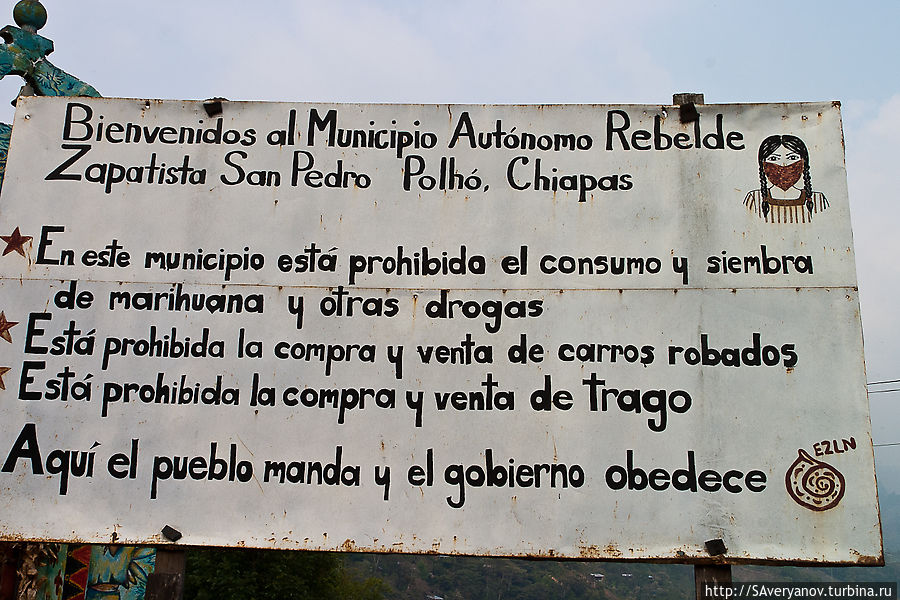 Bienvenidos al Municipio Autónomo Rebelde
Zapatista San Pedro Polhó, Chiapas
En este municipio está prohibida el consumo y siembra
de marihuana y otras drogas
Está prohibida la compra y venta de carros robados
Está prohibida la compra y venta de trago
Aquí el pueblo manda y el gobierno obedece
EZLN
http://SAveryanov.turbina.ru